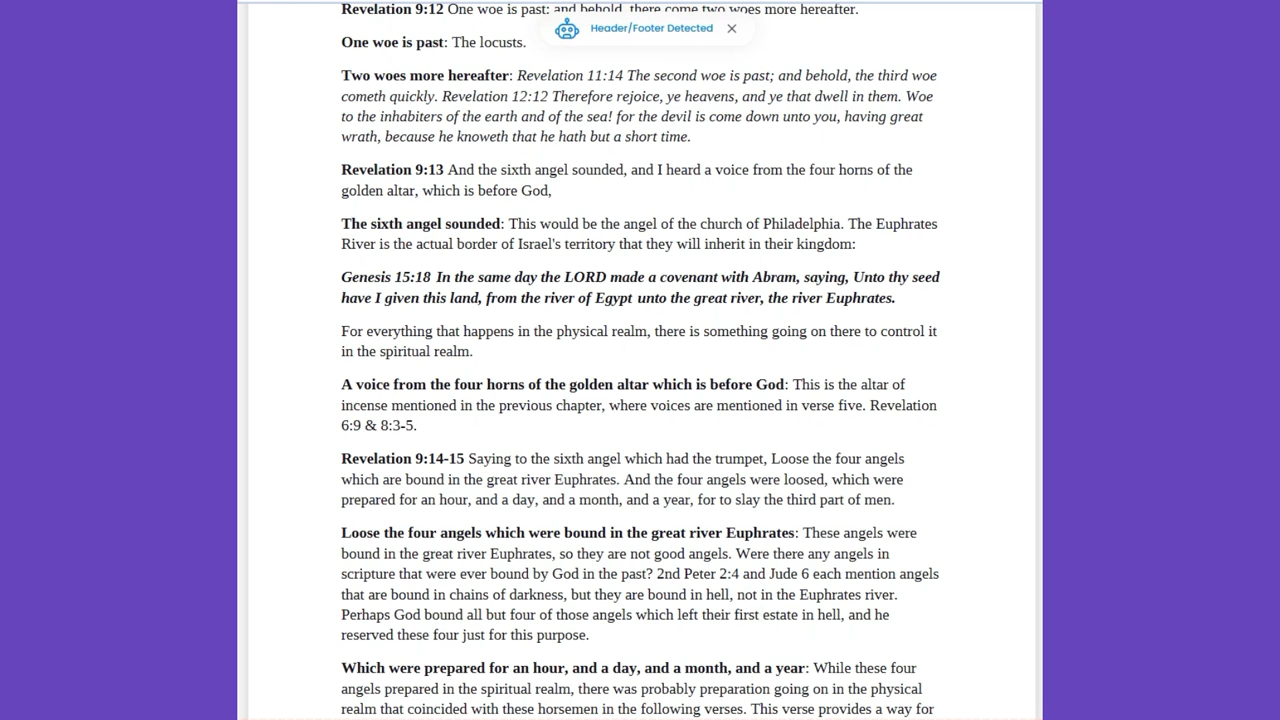 Revelation 9:12 One woe is past; and behold, there come two woes more hereafter.
Header/Footer Detected
One woe is past: The locusts.
Two woes more hereafter: Revelation 11:14 The second woe is past; and behold, the third woe
cometh quickly. Revelation 12:12 Therefore rejoice, ye heavens, and ye that dwell in them. Woe
to the inhabiters of the earth and of the sea! for the devil is come down unto you, having great
wrath, because he knoweth that he hath but a short time.
Revelation 9:13 And the sixth angel sounded, and I heard a voice from the four horns of the
golden altar, which is before God,
The sixth angel sounded: This would be the angel of the church of Philadelphia. The Euphrates
River is the actual border of Israel's territory that they will inherit in their kingdom:
Genesis 15:18 In the same day the LORD made a covenant with Abram, saying, Unto thy seed
have I given this land, from the river of Egypt unto the great river, the river Euphrates.
For everything that happens in the physical realm, there is something going on there to control it
in the spiritual realm.
A voice from the four horns of the golden altar which is before God: This is the altar of
incense mentioned in the previous chapter, where voices are mentioned in verse five. Revelation
6:9 & 8:3-5.
Revelation 9:14-15 Saying to the sixth angel which had the trumpet, Loose the four angels
which are bound in the great river Euphrates. And the four angels were loosed, which were
prepared for an hour, and a day, and a month, and a year, for to slay the third part of men.
Loose the four angels which were bound in the great river Euphrates: These angels were
bound in the great river Euphrates, so they are not good angels. Were there any angels in
scripture that were ever bound by God in the past? 2nd Peter 2:4 and Jude 6 each mention angels
that are bound in chains of darkness, but they are bound in hell, not in the Euphrates river.
Perhaps God bound all but four of those angels which left their first estate in hell, and he
reserved these four just for this purpose.
Which were prepared for an hour, and a day, and a month, and a year: While these four
angels prepared in the spiritual realm, there was probably preparation going on in the physical
realm that coincided with these horsemen in the following verses. This verse provides a way for